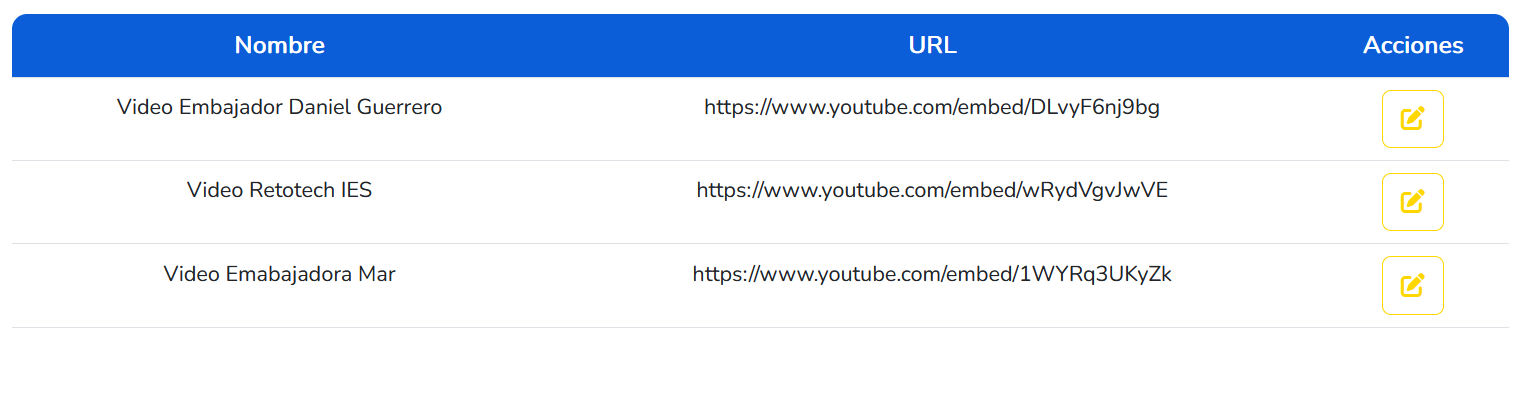 Nombre URL Acciones
Video Embajador Daniel Guerrero https://www.youtube.com/embed/DLvyF6nj9bg
Video Retotech IES https://www.youtube.com/embed/wRydVgvJwVE
Video Emabajadora Mar https://www.youtube.com/embed/1WYRq3UKyZk